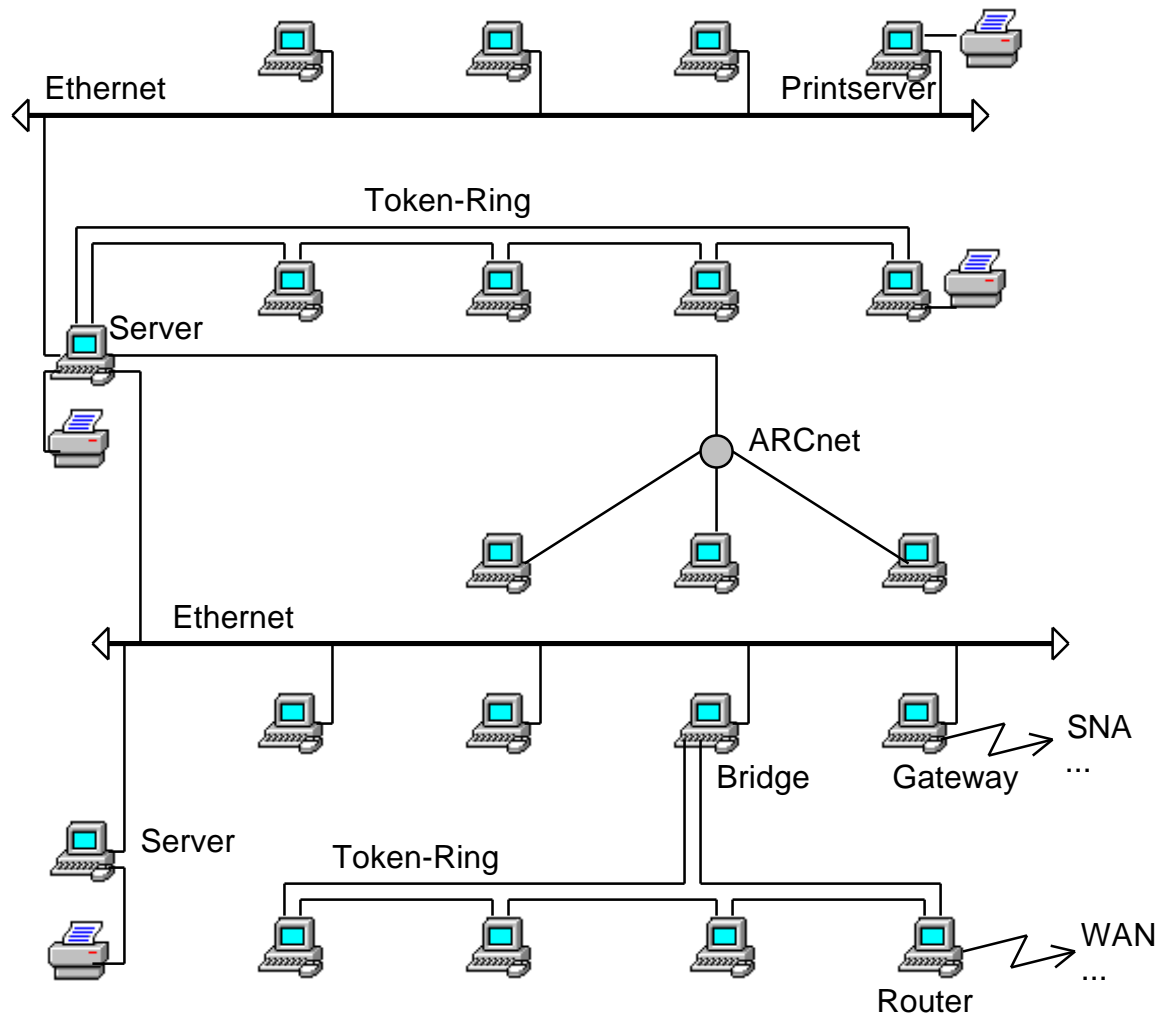 Ethernet
Printserver
Token-Ring
Server
ARCnet
Ethernet
SNA
...
Bridge
Gateway
Server
Token-Ring
WAN
...
Router